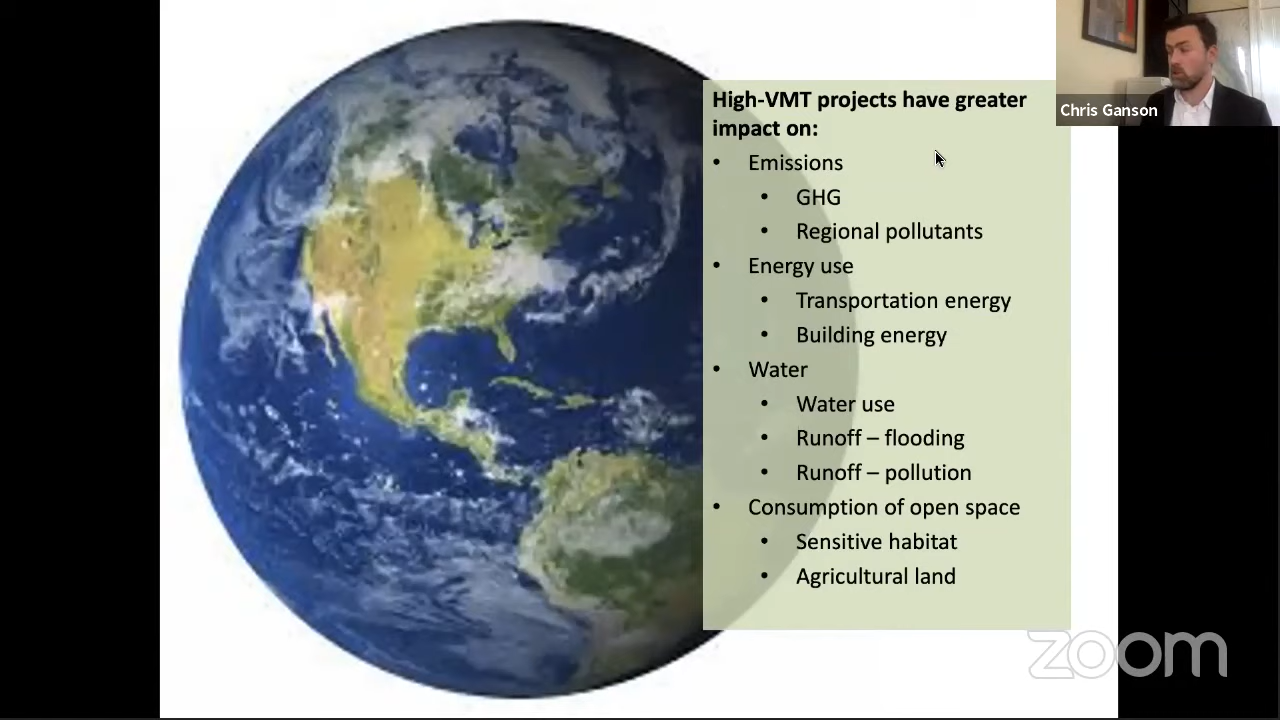 High-VMT projects have greater
impact on:
• Emissions
• GHG
• Regional pollutants
• Energy use
• Transportation energy
• Building energy
• Water
• Water use
• Runoff – flooding
• Runoff – pollution
• Consumption of open space
• Sensitive habitat
• Agricultural land
Chris Ganson
zoom